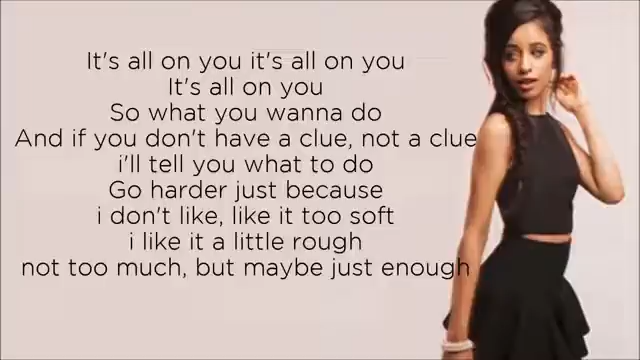 It's all on you it's all on you
It's all on you
So what you wanna do
And if you don't have a clue, not a clue
i'll tell you what to do
Go harder just because
i don't like, like it too soft
i like it a little rough
not too much, but maybe just enough